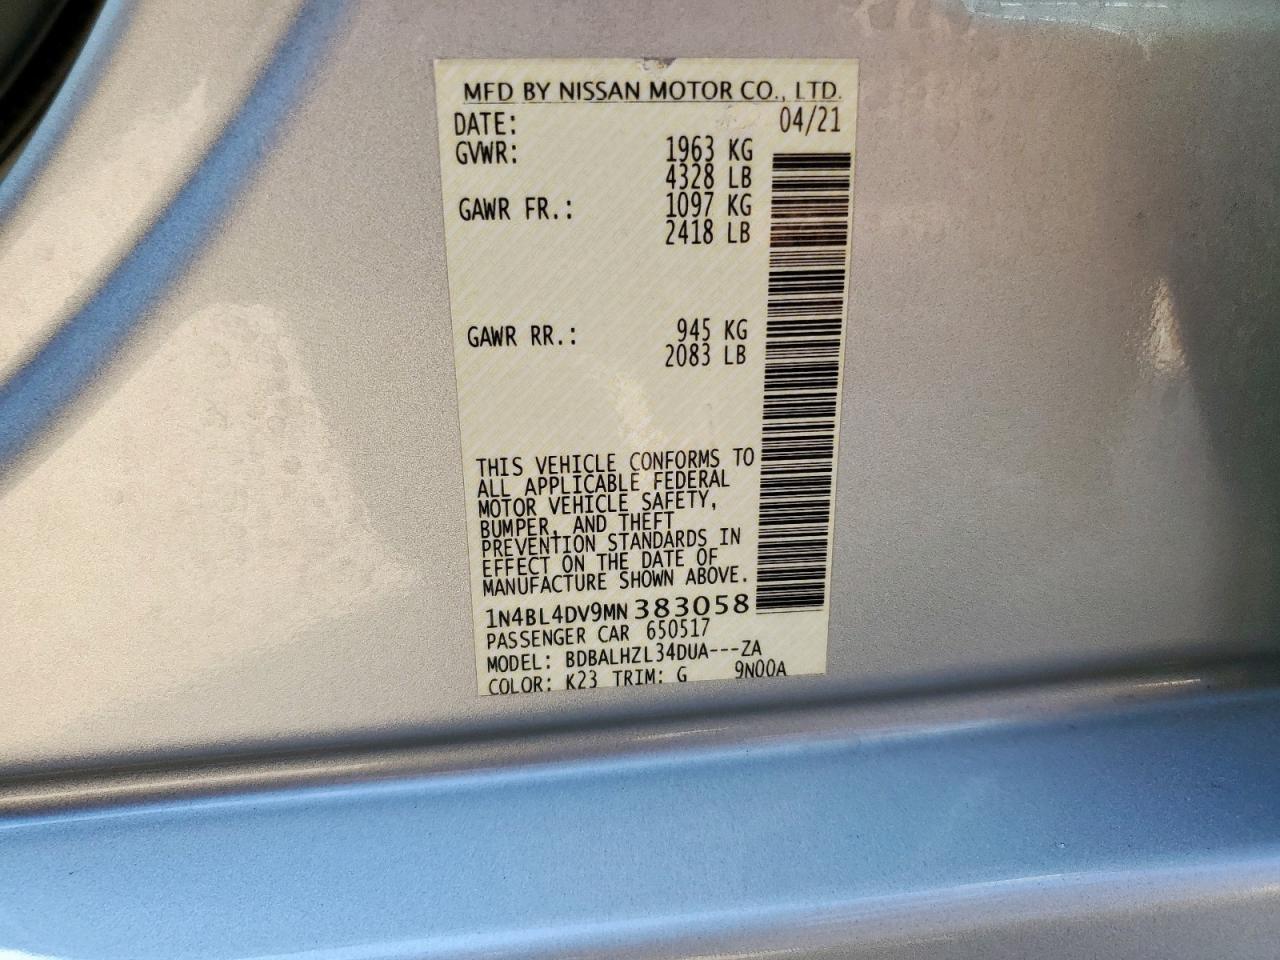 MFD BY NISSAN MOTOR CO., LTD.
DATE: 04/21
GVWR: 1963 KG
4328 LB
GAWR FR.: 1097 KG
2418 LB
GAWR RR.: 945 KG
2083 LB
THIS VEHICLE CONFORMS TO
ALL APPLICABLE FEDERAL
MOTOR VEHICLE SAFETY,
BUMPER, AND THEFT
PREVENTION STANDARDS IN
EFFECT ON THE DATE OF
MANUFACTURE SHOWN ABOVE.
1N4BL4DV9MN383058
PASSENGER CAR 650517
MODEL: BDBALHZL34DUA---ZA
COLOR: K23 TRIM: G 9N00A